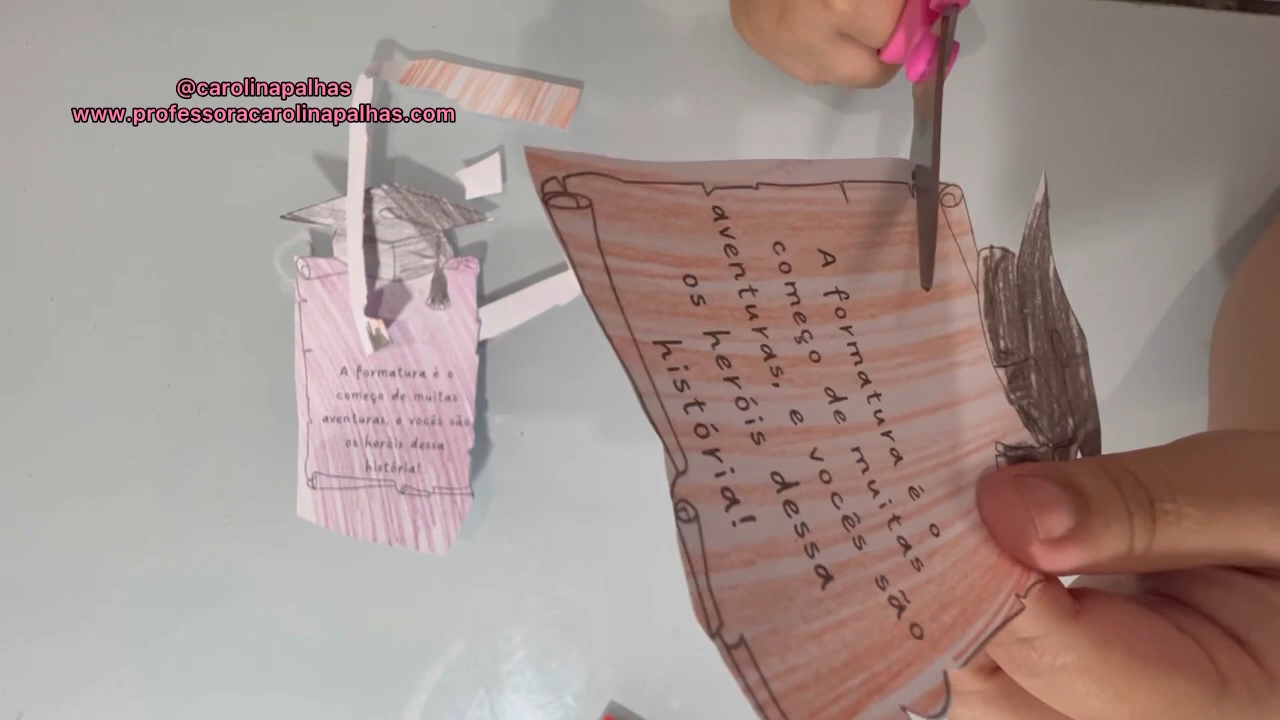 @carolinapalhas
www.professoracarolinapalhas.com
A formatura é o
começo de muitas
aventuras, e vocês são
os heróis dessa
história!
A formatura é o
começo de muitas
aventuras, e vocês são
os heróis dessa
história!